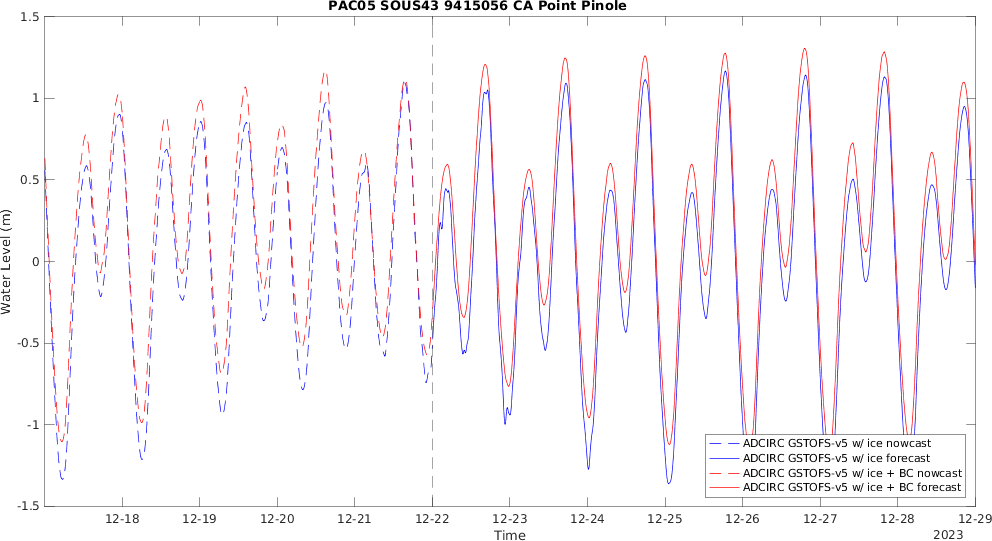 PAC05 SOUS43 9415056 CA Point Pinole
1.5
1
0.5
0
-0.5
-1
-1.5
Water Level (m)
ADCIRC GSTOFS-v5 w/ ice nowcast
ADCIRC GSTOFS-v5 w/ ice forecast
ADCIRC GSTOFS-v5 w/ ice + BC nowcast
ADCIRC GSTOFS-v5 w/ ice + BC forecast
12-18 12-19 12-20 12-21 12-22 12-23 12-24 12-25 12-26 12-27 12-28 12-29
Time
2023